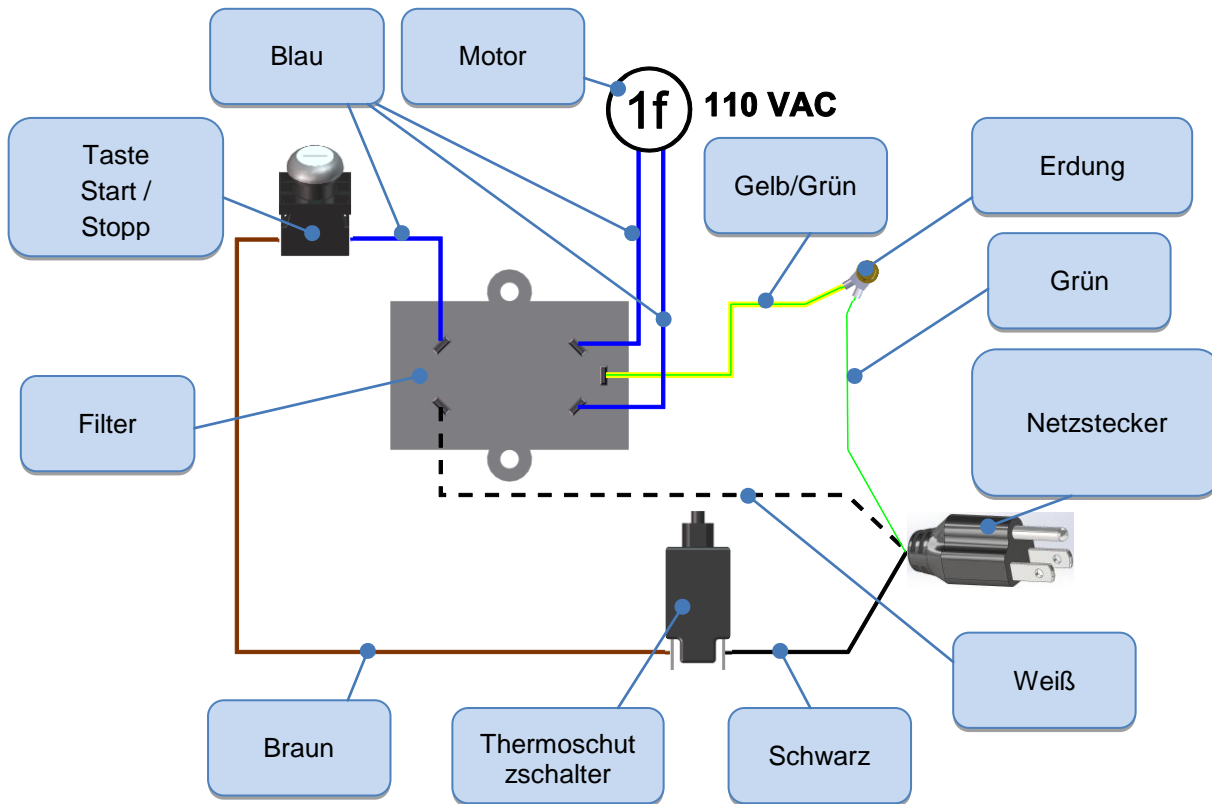 Blau
Motor
1f
110 VAC
Taste
Start /
Stopp
Gelb/Grün
Erdung
Grün
Filter
Netzstecker
Weiß
Braun
Thermoschut
zschalter
Schwarz